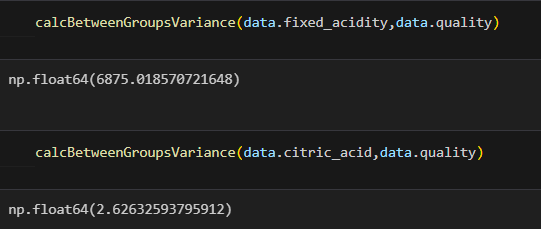 calcBetweenGroupsVariance(data.fixed_acidity,data.quality)
np.float64(6875.018570721648)
calcBetweenGroupsVariance(data.citric_acid,data.quality)
np.float64(2.62632593795912)